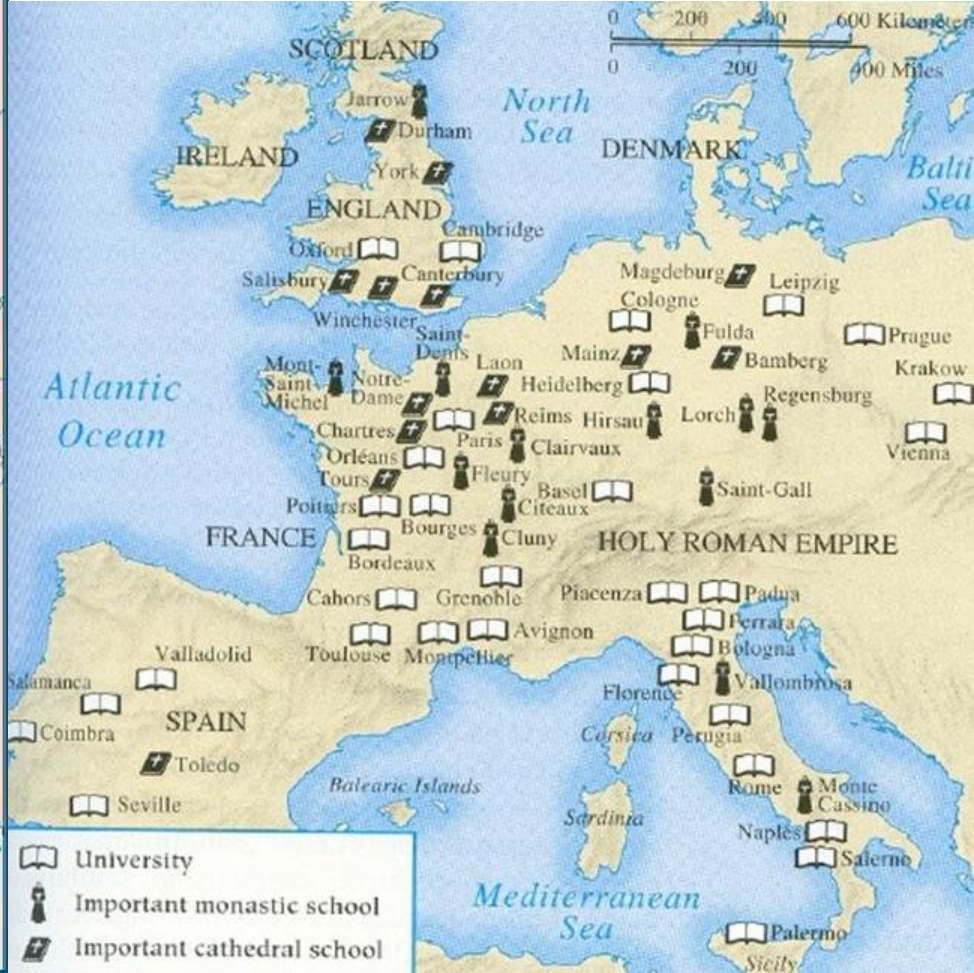 0 200 400 600 Kilometers
0 200 400 Miles
SCOTLAND
Jarrow
North
Sea
Durham
DENMARK
IRELAND
York
Balti
Sea
ENGLAND
Cambridge
Oxford
Salisbury
Canterbury
Magdeburg
Leipzig
Cologne
Winchester
Saint-
Denis
Fulda
Prague
Mont-
Saint-
Michel
Notre-
Dame
Laon
Mainz
Bamberg
Krakow
Heidelberg
Atlantic
Ocean
Reims
Hirsau
Lorch
Regensburg
Chartres
Paris
Clairvaux
Vienna
Orléans
Tours
Fleury
Basel
Saint-Gall
Poitiers
Bourges
Citeaux
FRANCE
Cluny
HOLY ROMAN EMPIRE
Bordeaux
Cahors
Grenoble
Piacenza
Padua
Ferrara
Toulouse
Montpellier
Avignon
Bologna
Valladolid
Salamanca
Florence
Vallombrosa
Coimbra
SPAIN
Corsica
Perugia
Toledo
Balearic Islands
Rome
Monte
Cassino
Seville
Sardinia
Naples
Salerno
University
Important monastic school
Important cathedral school
Mediterranean
Sea
Palermo
Sicily